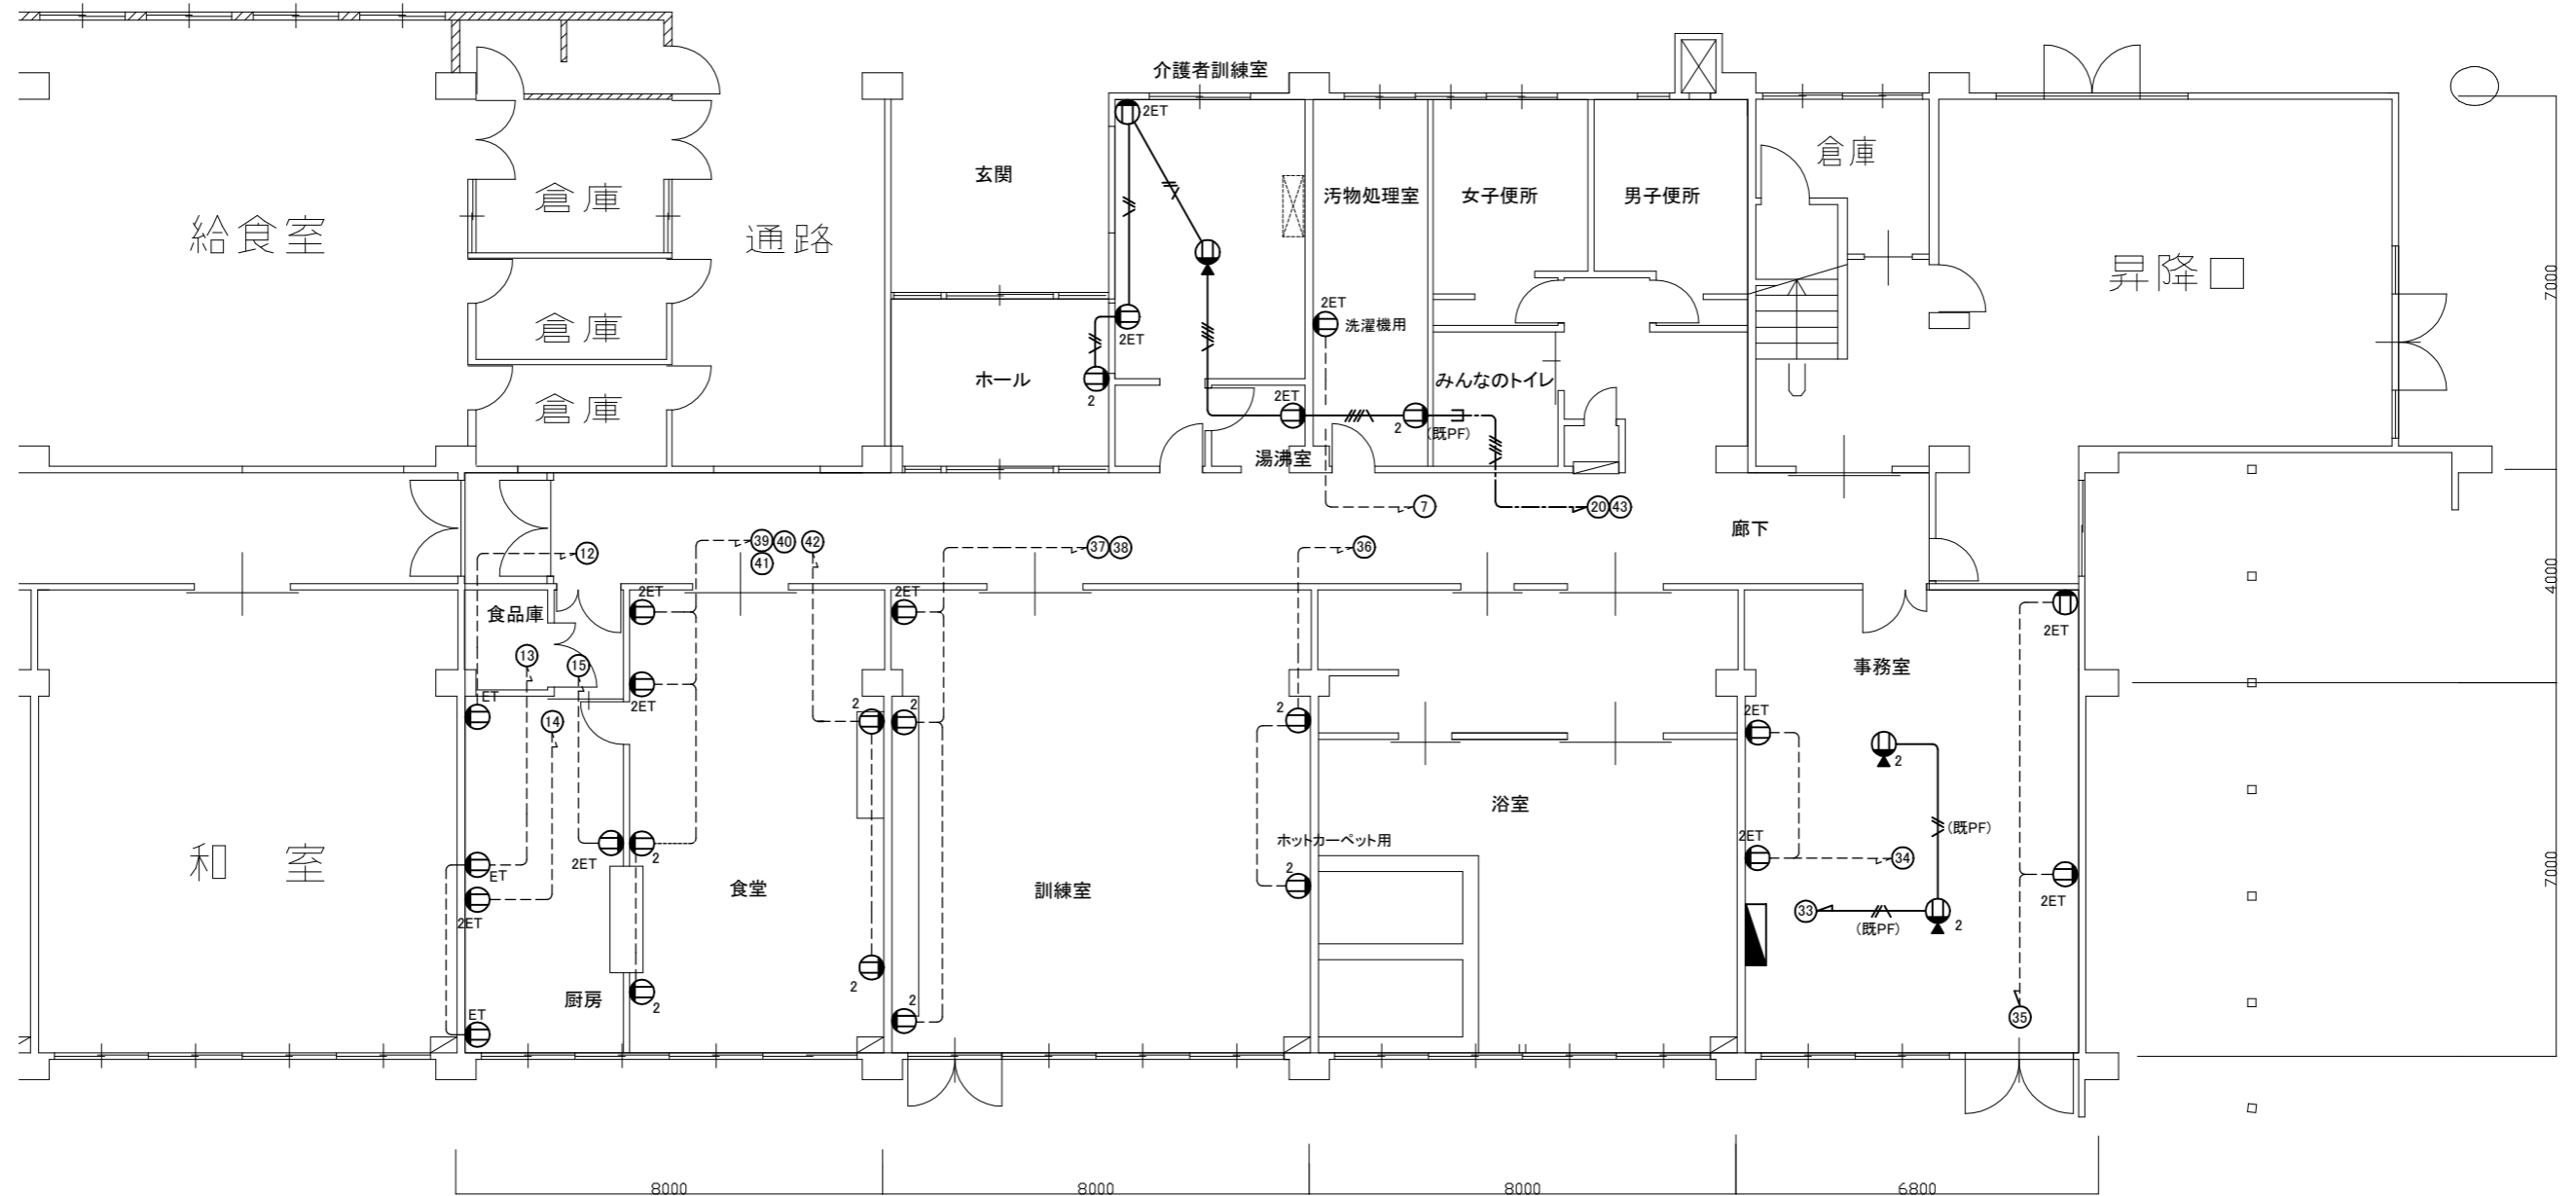 介護者訓練室
2ET
玄関
倉庫
汚物処理室
女子便所
男子便所
倉庫
給食室
通路
昇降口
7000
倉庫
2ET
洗濯機用
2ET
ホール
2
みんなのトイレ
倉庫
2ET
2
(既PF)
湯沸室
7
20
43
廊下
12
39
40
42
41
37
38
36
4000
食品庫
2ET
2ET
2ET
13
15
事務室
ET
2ET
14
2
2
2
2ET
2
ホットカーペット用
浴室
(既PF)
和 室
ET
2ET
2
食堂
訓練室
2
2ET
34
2ET
7000
2ET
33
(既PF)
2
厨房
2
2
2
ET
35
8000
8000
8000
6800